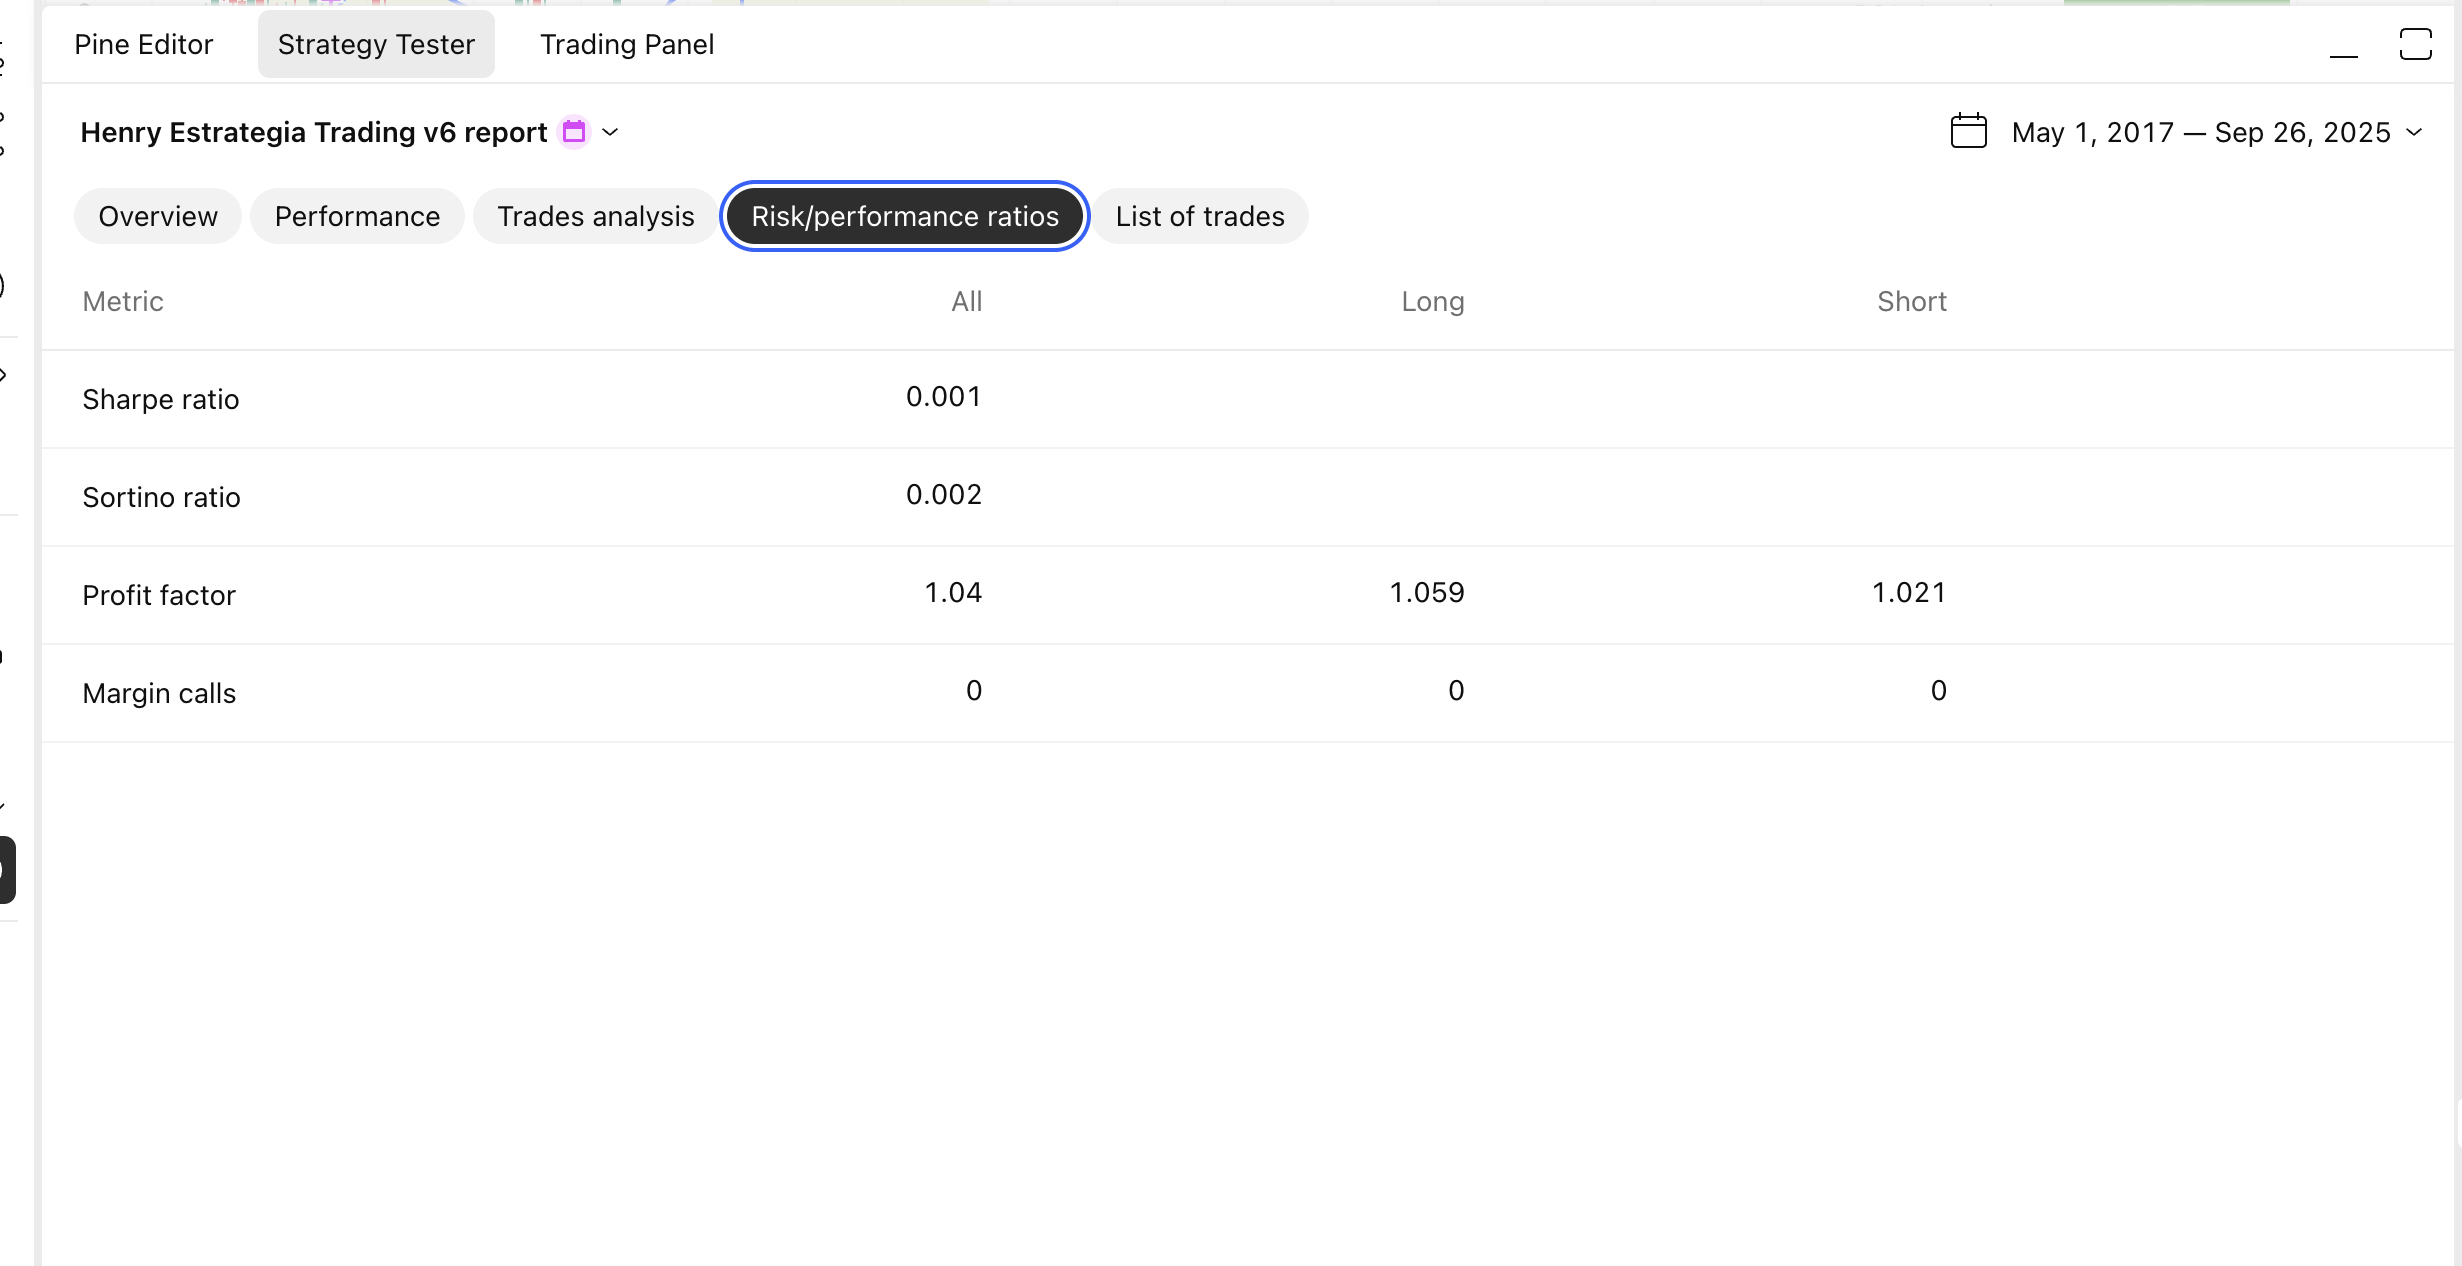 Pine Editor Strategy Tester Trading Panel
Henry Estrategia Trading v6 report May 1, 2017 — Sep 26, 2025
Overview Performance Trades analysis Risk/performance ratios List of trades
Metric All Long Short
Sharpe ratio 0.001
Sortino ratio 0.002
Profit factor 1.04 1.059 1.021
Margin calls 0 0 0